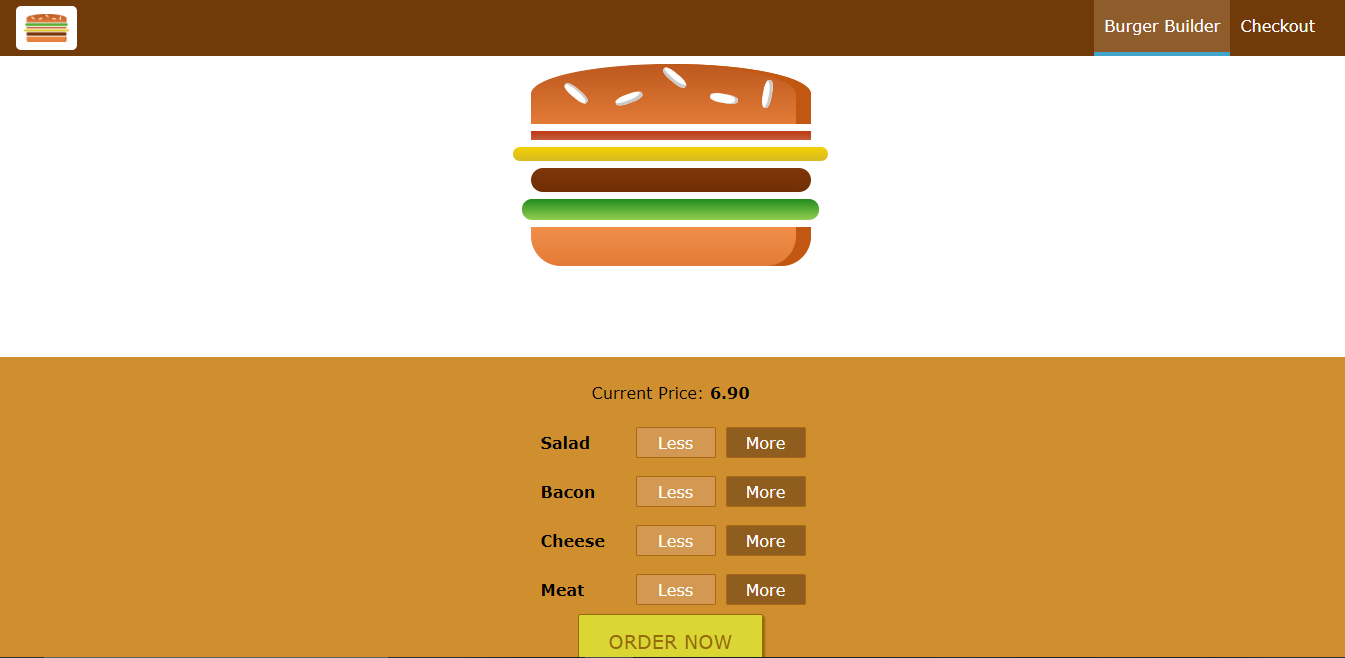 Burger Builder Checkout
Current Price: 6.90
Salad Less More
Bacon Less More
Cheese Less More
Meat Less More
ORDER NOW